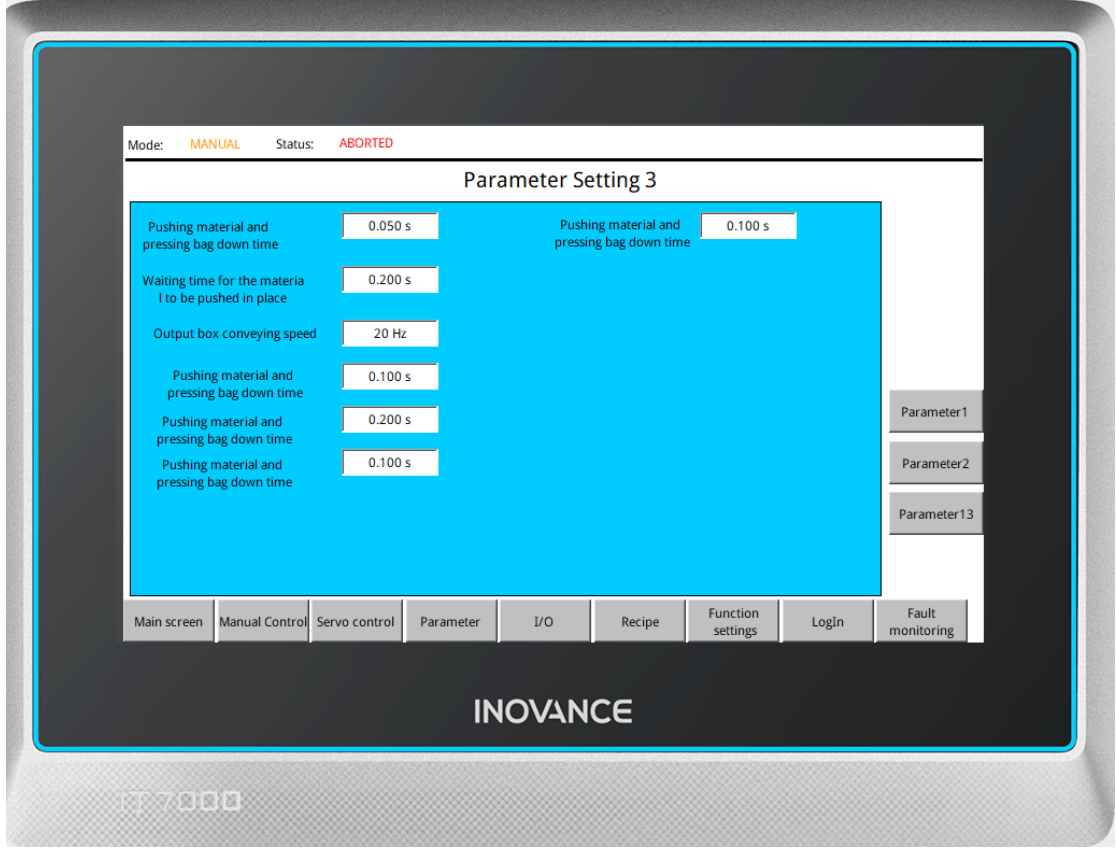 Mode: MANUAL Status: ABORTED
Parameter Setting 3
Pushing material and
pressing bag down time
0.050 s
Pushing material and
pressing bag down time
0.100 s
Waiting time for the materia
l to be pushed in place
0.200 s
Output box conveying speed
20 Hz
Pushing material and
pressing bag down time
0.100 s
Pushing material and
pressing bag down time
0.200 s
Pushing material and
pressing bag down time
0.100 s
Parameter1
Parameter2
Parameter13
Main screen
Manual Control
Servo control
Parameter
I/O
Recipe
Function
settings
LogIn
Fault
monitoring
INOVANCE
IT7000